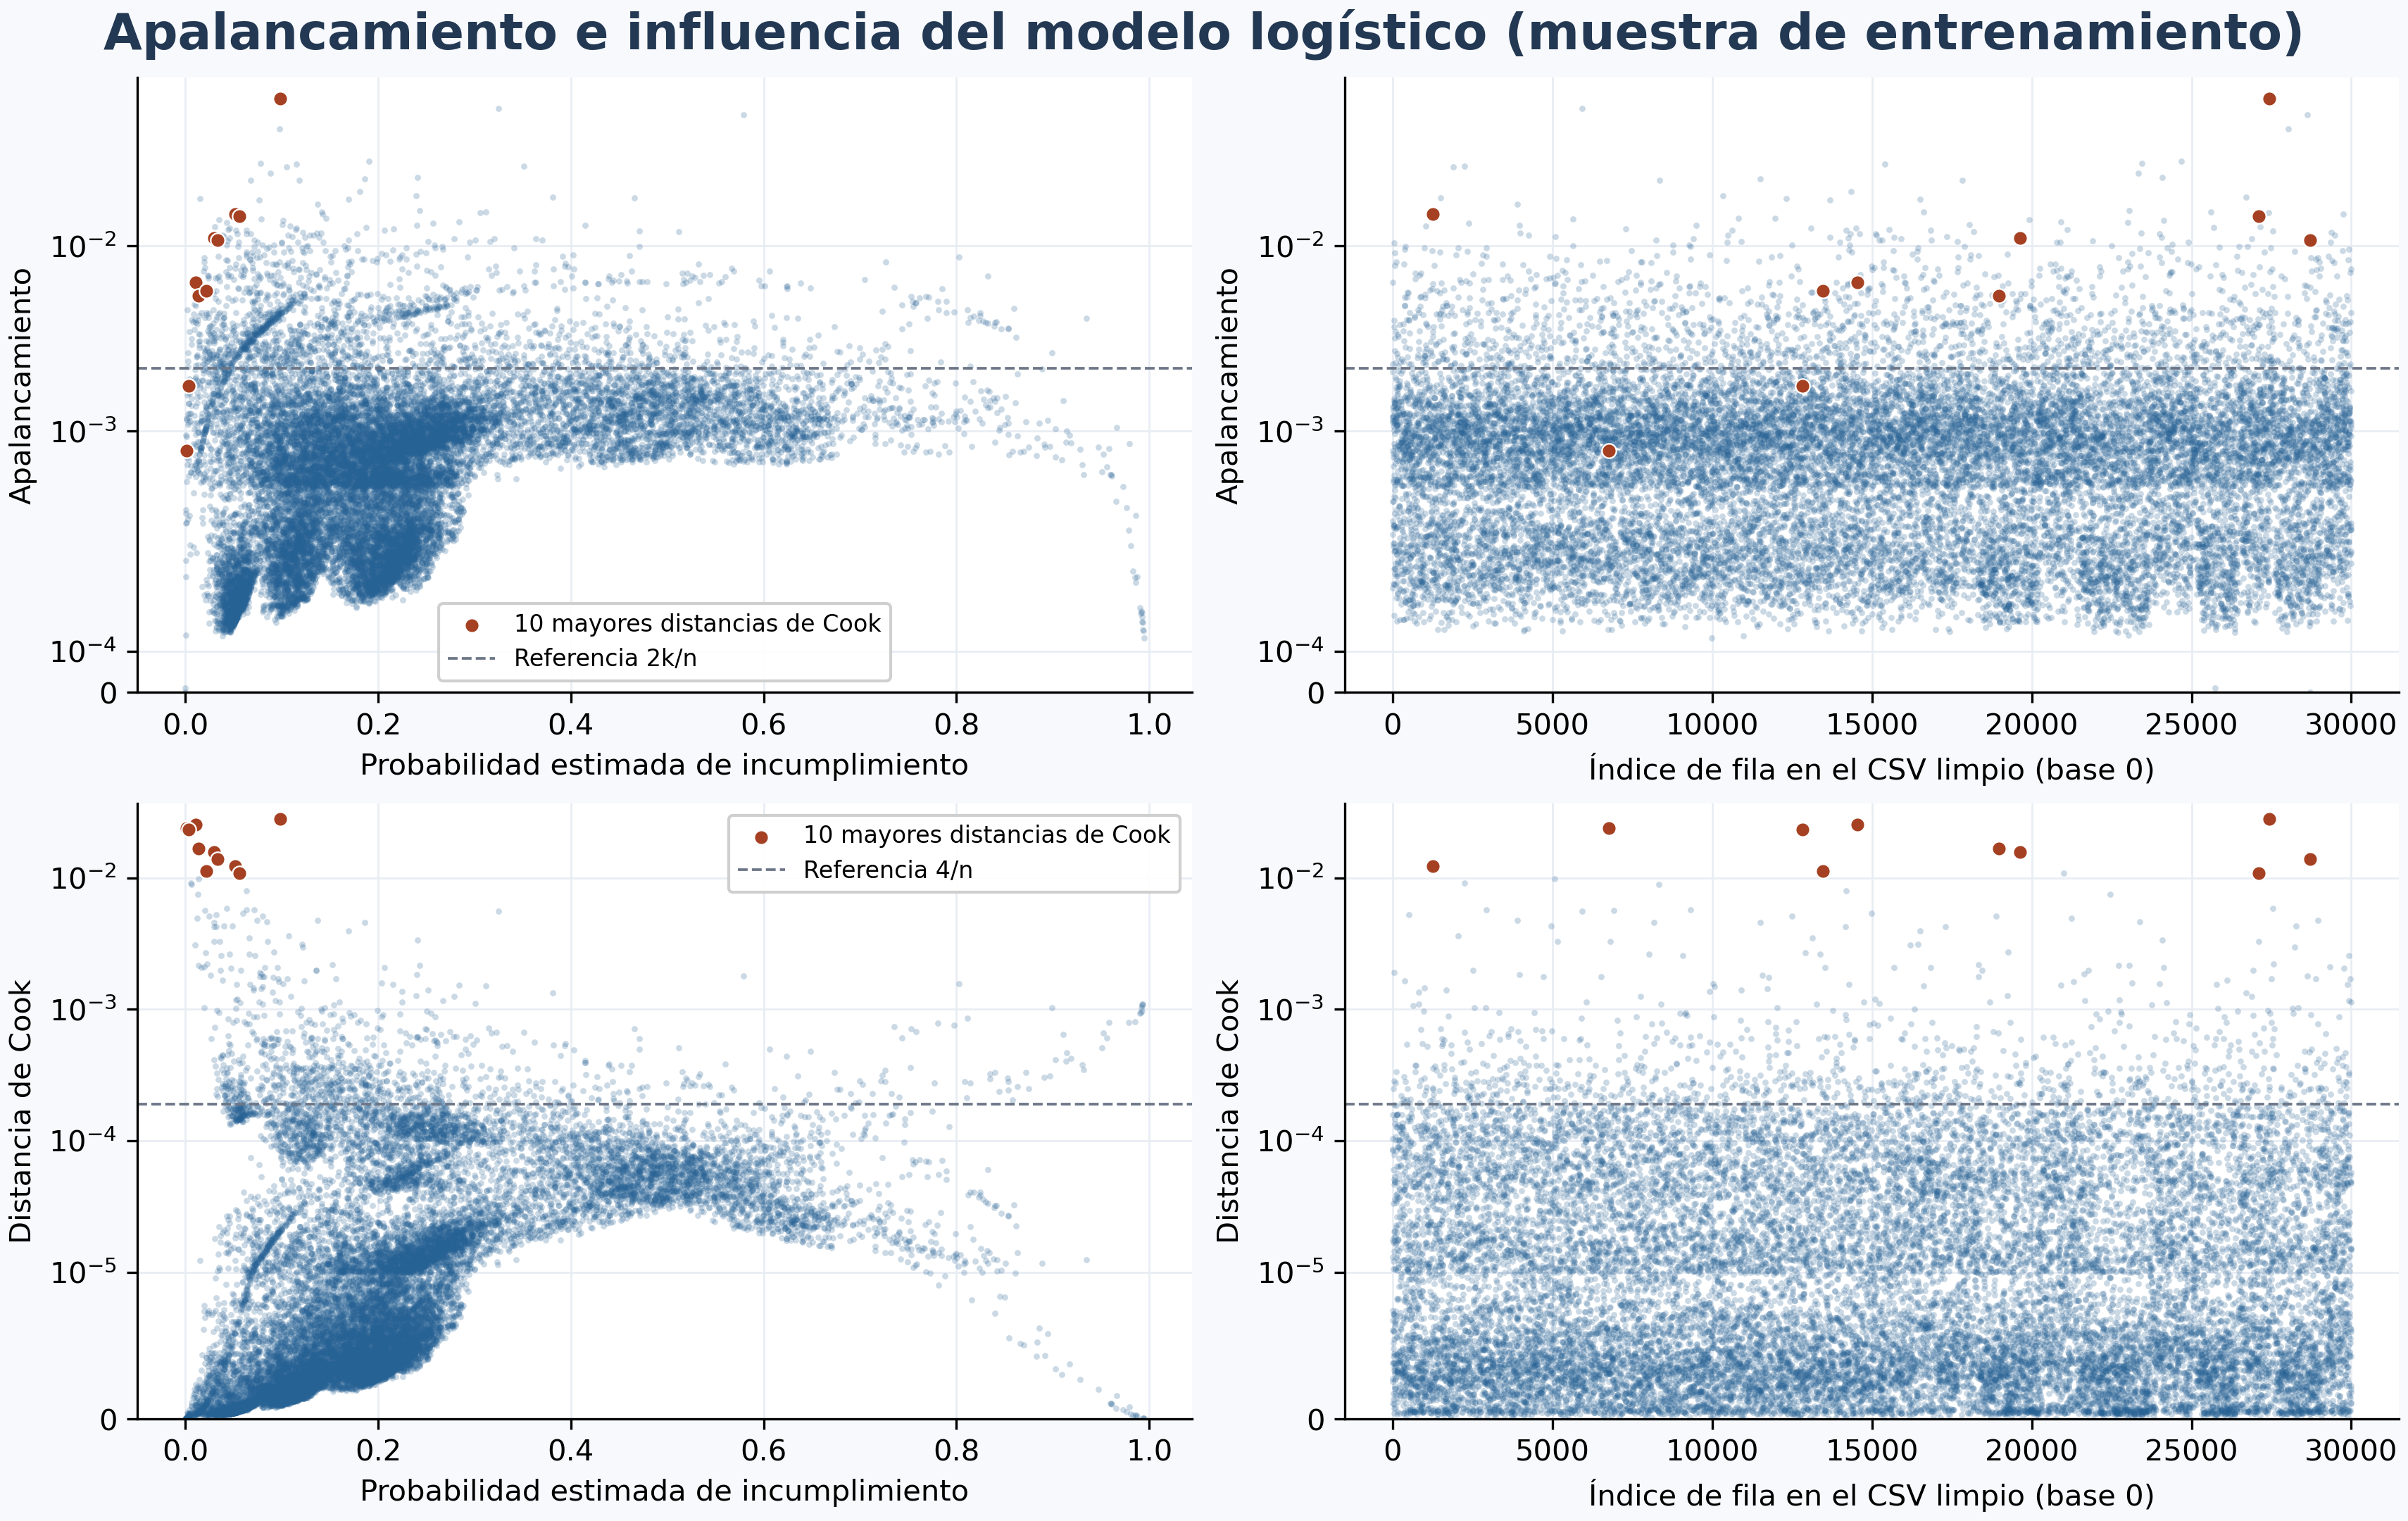 Apalancamiento e influencia del modelo logístico (muestra de entrenamiento)
Apalancamiento
10⁻²
10⁻³
10⁻⁴
0
10 mayores distancias de Cook
Referencia 2k/n
0.0 0.2 0.4 0.6 0.8 1.0
Probabilidad estimada de incumplimiento
Apalancamiento
10⁻²
10⁻³
10⁻⁴
0
0 5000 10000 15000 20000 25000 30000
Índice de fila en el CSV limpio (base 0)
Distancia de Cook
10⁻²
10⁻³
10⁻⁴
10⁻⁵
0
10 mayores distancias de Cook
Referencia 4/n
0.0 0.2 0.4 0.6 0.8 1.0
Probabilidad estimada de incumplimiento
Distancia de Cook
10⁻²
10⁻³
10⁻⁴
10⁻⁵
0
0 5000 10000 15000 20000 25000 30000
Índice de fila en el CSV limpio (base 0)